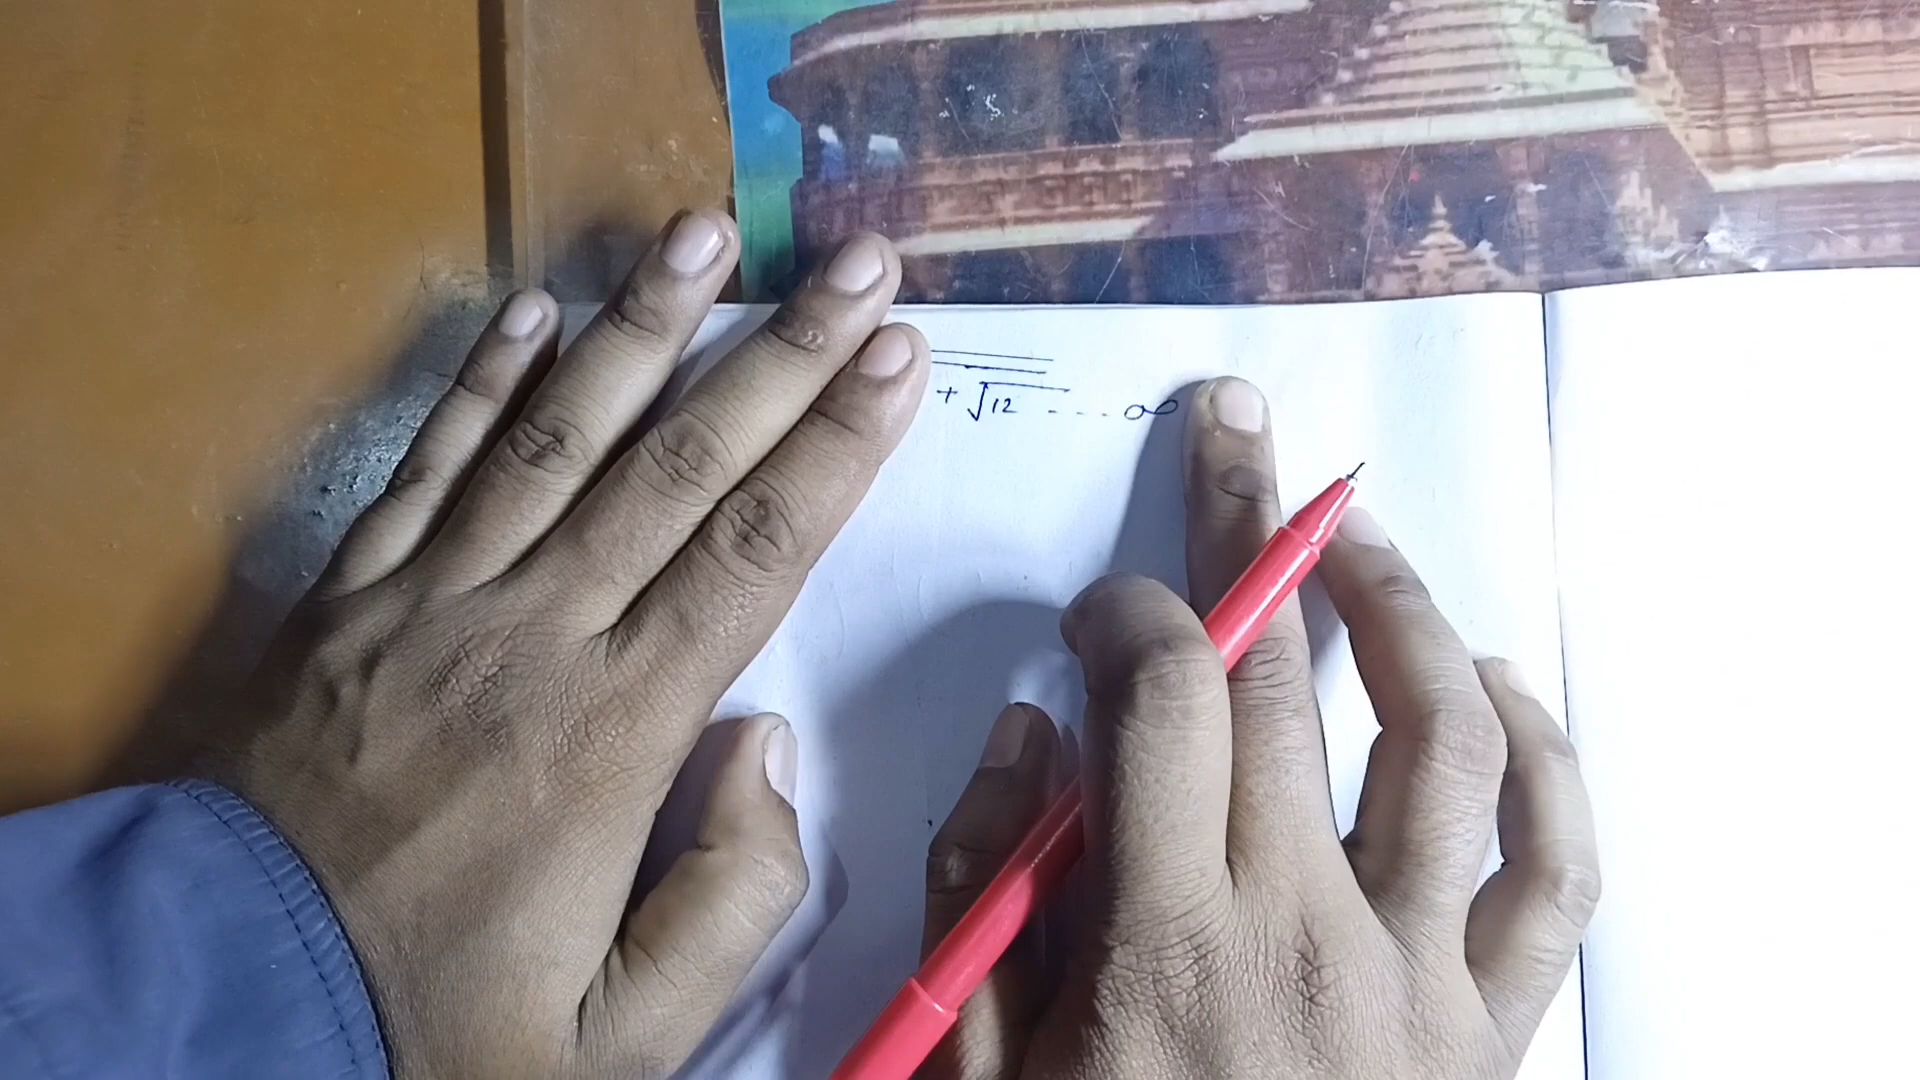 + √12 - - - - ∞